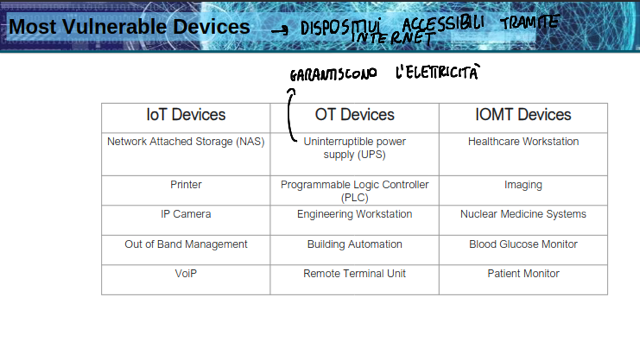 Most Vulnerable Devices → DISPOSITIVI ACCESSIBILI TRAMITE
INTERNET
GARANTISCONO L'ELETTRICITÀ
IoT Devices OT Devices IOMT Devices
Network Attached Storage (NAS) Uninterruptible power Healthcare Workstation
supply (UPS)
Printer Programmable Logic Controller Imaging
(PLC)
IP Camera Engineering Workstation Nuclear Medicine Systems
Out of Band Management Building Automation Blood Glucose Monitor
VoiP Remote Terminal Unit Patient Monitor